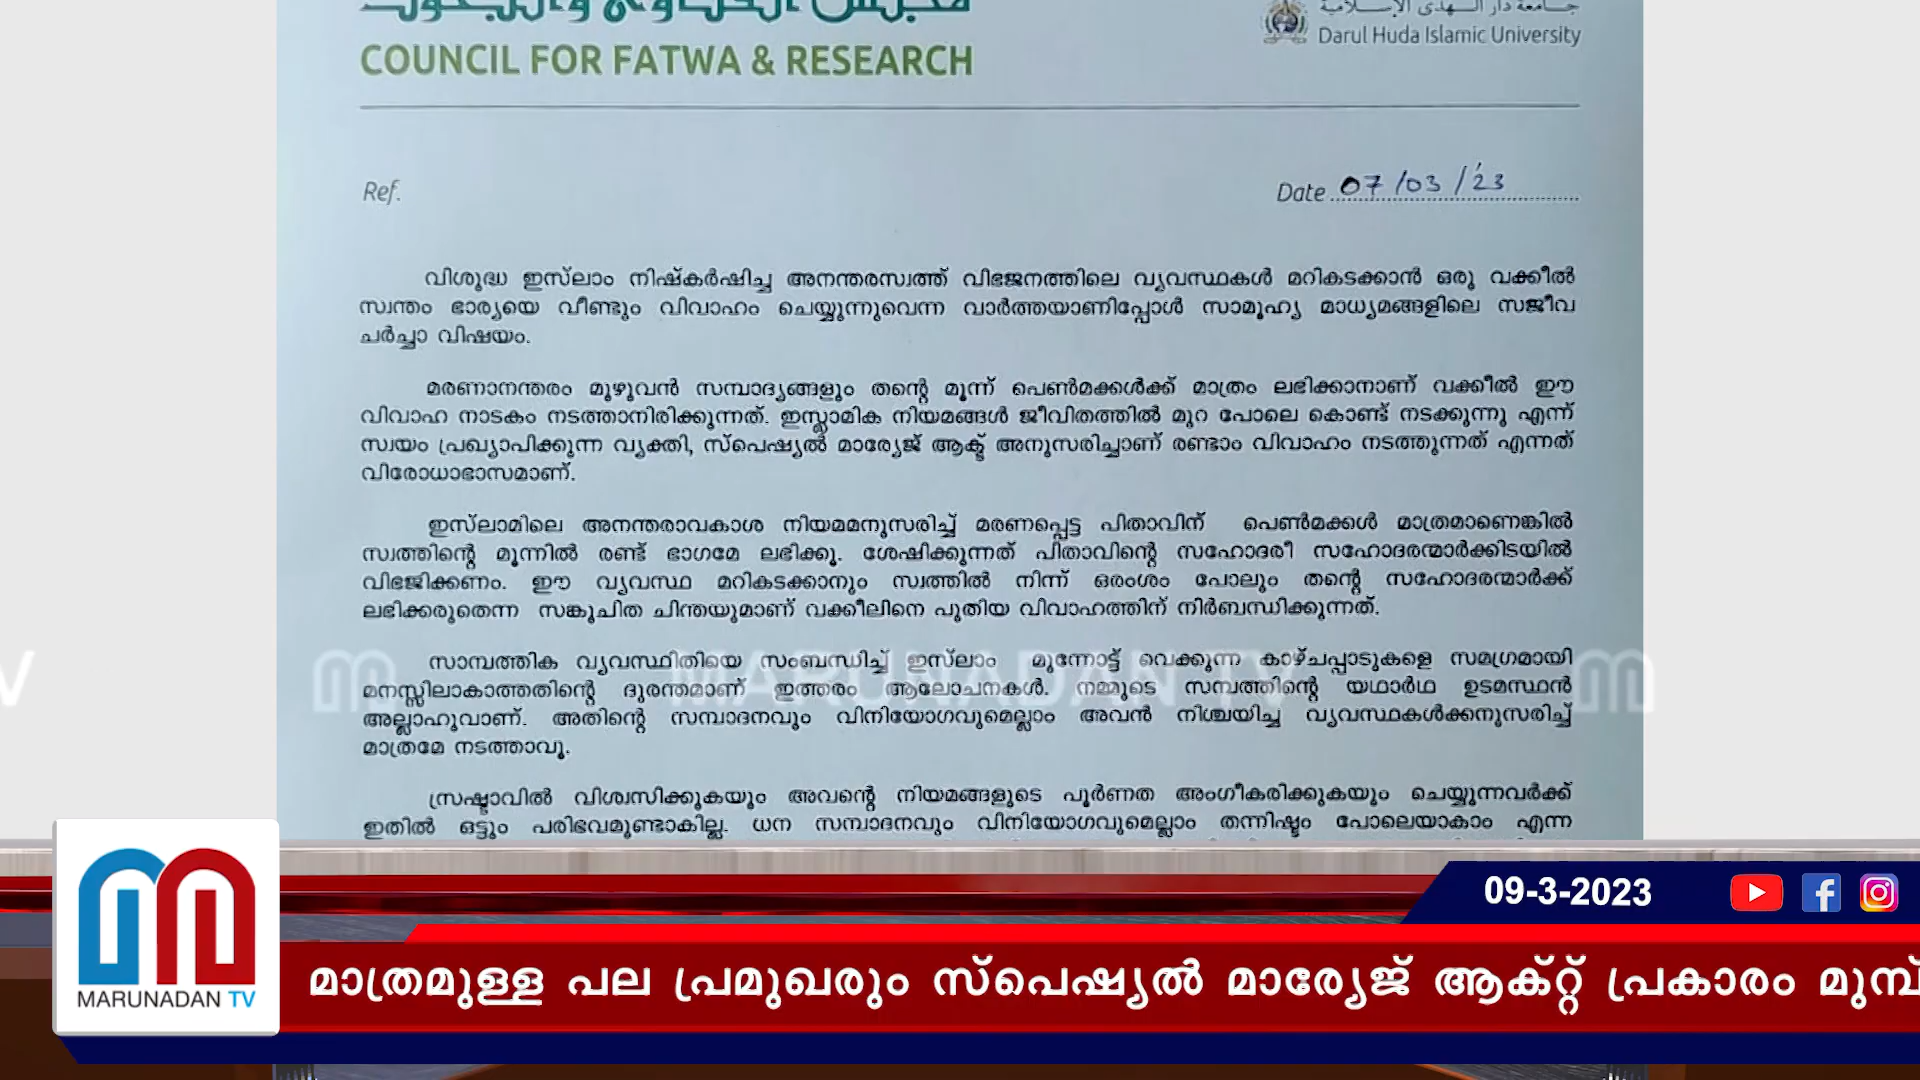 COUNCIL FOR FATWA & RESEARCH
جامعة دار الهدى الإسلامية
Darul Huda Islamic University
Ref.
Date 07/03/23
വിശുദ്ധ ഇസ്‌ലാം നിഷ്കർഷിച്ച അനന്തരസ്വത്ത് വിഭജനത്തിലെ വ്യവസ്ഥകൾ മറികടക്കാൻ ഒരു വക്കീൽ
സ്വന്തം ഭാര്യയെ വീണ്ടും വിവാഹം ചെയ്യുന്നുവെന്ന വാർത്തയാണിപ്പോൾ സാമൂഹ്യ മാധ്യമങ്ങളിലെ സജീവ
ചർച്ചാ വിഷയം.
മരണാനന്തരം മുഴുവൻ സമ്പാദ്യങ്ങളും തന്റെ മൂന്ന് പെൺമക്കൾക്ക് മാത്രം ലഭിക്കാനാണ് വക്കീൽ ഈ
വിവാഹ നാടകം നടത്താനിരിക്കുന്നത്. ഇസ്ലാമിക നിയമങ്ങൾ ജീവിതത്തിൽ മുറ പോലെ കൊണ്ട് നടക്കുന്നു എന്ന്
സ്വയം പ്രഖ്യാപിക്കുന്ന വ്യക്തി, സ്പെഷ്യൽ മാര്യേജ് ആക്ട് അനുസരിച്ചാണ് രണ്ടാം വിവാഹം നടത്തുന്നത് എന്നത്
വിരോധാഭാസമാണ്.
ഇസ്‌ലാമിലെ അനന്തരാവകാശ നിയമമനുസരിച്ച് മരണപ്പെട്ട പിതാവിന് പെൺമക്കൾ മാത്രമാണെങ്കിൽ
സ്വത്തിന്റെ മൂന്നിൽ രണ്ട് ഭാഗമേ ലഭിക്കൂ. ശേഷിക്കുന്നത് പിതാവിന്റെ സഹോദരീ സഹോദരന്മാർക്കിടയിൽ
വിഭജിക്കണം. ഈ വ്യവസ്ഥ മറികടക്കാനും സ്വത്തിൽ നിന്ന് ഒരംശം പോലും തന്റെ സഹോദരന്മാർക്ക്
ലഭിക്കരുതെന്ന സങ്കുചിത ചിന്തയുമാണ് വക്കീലിനെ പുതിയ വിവാഹത്തിന് നിർബന്ധിക്കുന്നത്.
സാമ്പത്തിക വ്യവസ്ഥിതിയെ സംബന്ധിച്ച് ഇസ്‌ലാം മുന്നോട്ട് വെക്കുന്ന കാഴ്ചപ്പാടുകളെ സമഗ്രമായി
മനസ്സിലാകാത്തതിന്റെ ദുരന്തമാണ് ഇത്തരം ആലോചനകൾ. നമ്മുടെ സമ്പത്തിന്റെ യഥാർഥ ഉടമസ്ഥൻ
അല്ലാഹുവാണ്. അതിന്റെ സമ്പാദനവും വിനിയോഗവുമെല്ലാം അവൻ നിശ്ചയിച്ച വ്യവസ്ഥകൾക്കനുസരിച്ച്
മാത്രമേ നടത്താവൂ.
MARUNADAN TV
സ്രഷ്ടാവിൽ വിശ്വസിക്കുകയും അവന്റെ നിയമങ്ങളുടെ പൂർണത അംഗീകരിക്കുകയും ചെയ്യുന്നവർക്ക്
ഇതിൽ ഒട്ടും പരിഭവമുണ്ടാകില്ല. ധന സമ്പാദനവും വിനിയോഗവുമെല്ലാം തന്നിഷ്ടം പോലെയാകാം എന്ന
09-3-2023
മാത്രമുള്ള പല പ്രമുഖരും സ്പെഷ്യൽ മാര്യേജ് ആക്റ്റ് പ്രകാരം മുമ്പ്
MARUNADAN TV